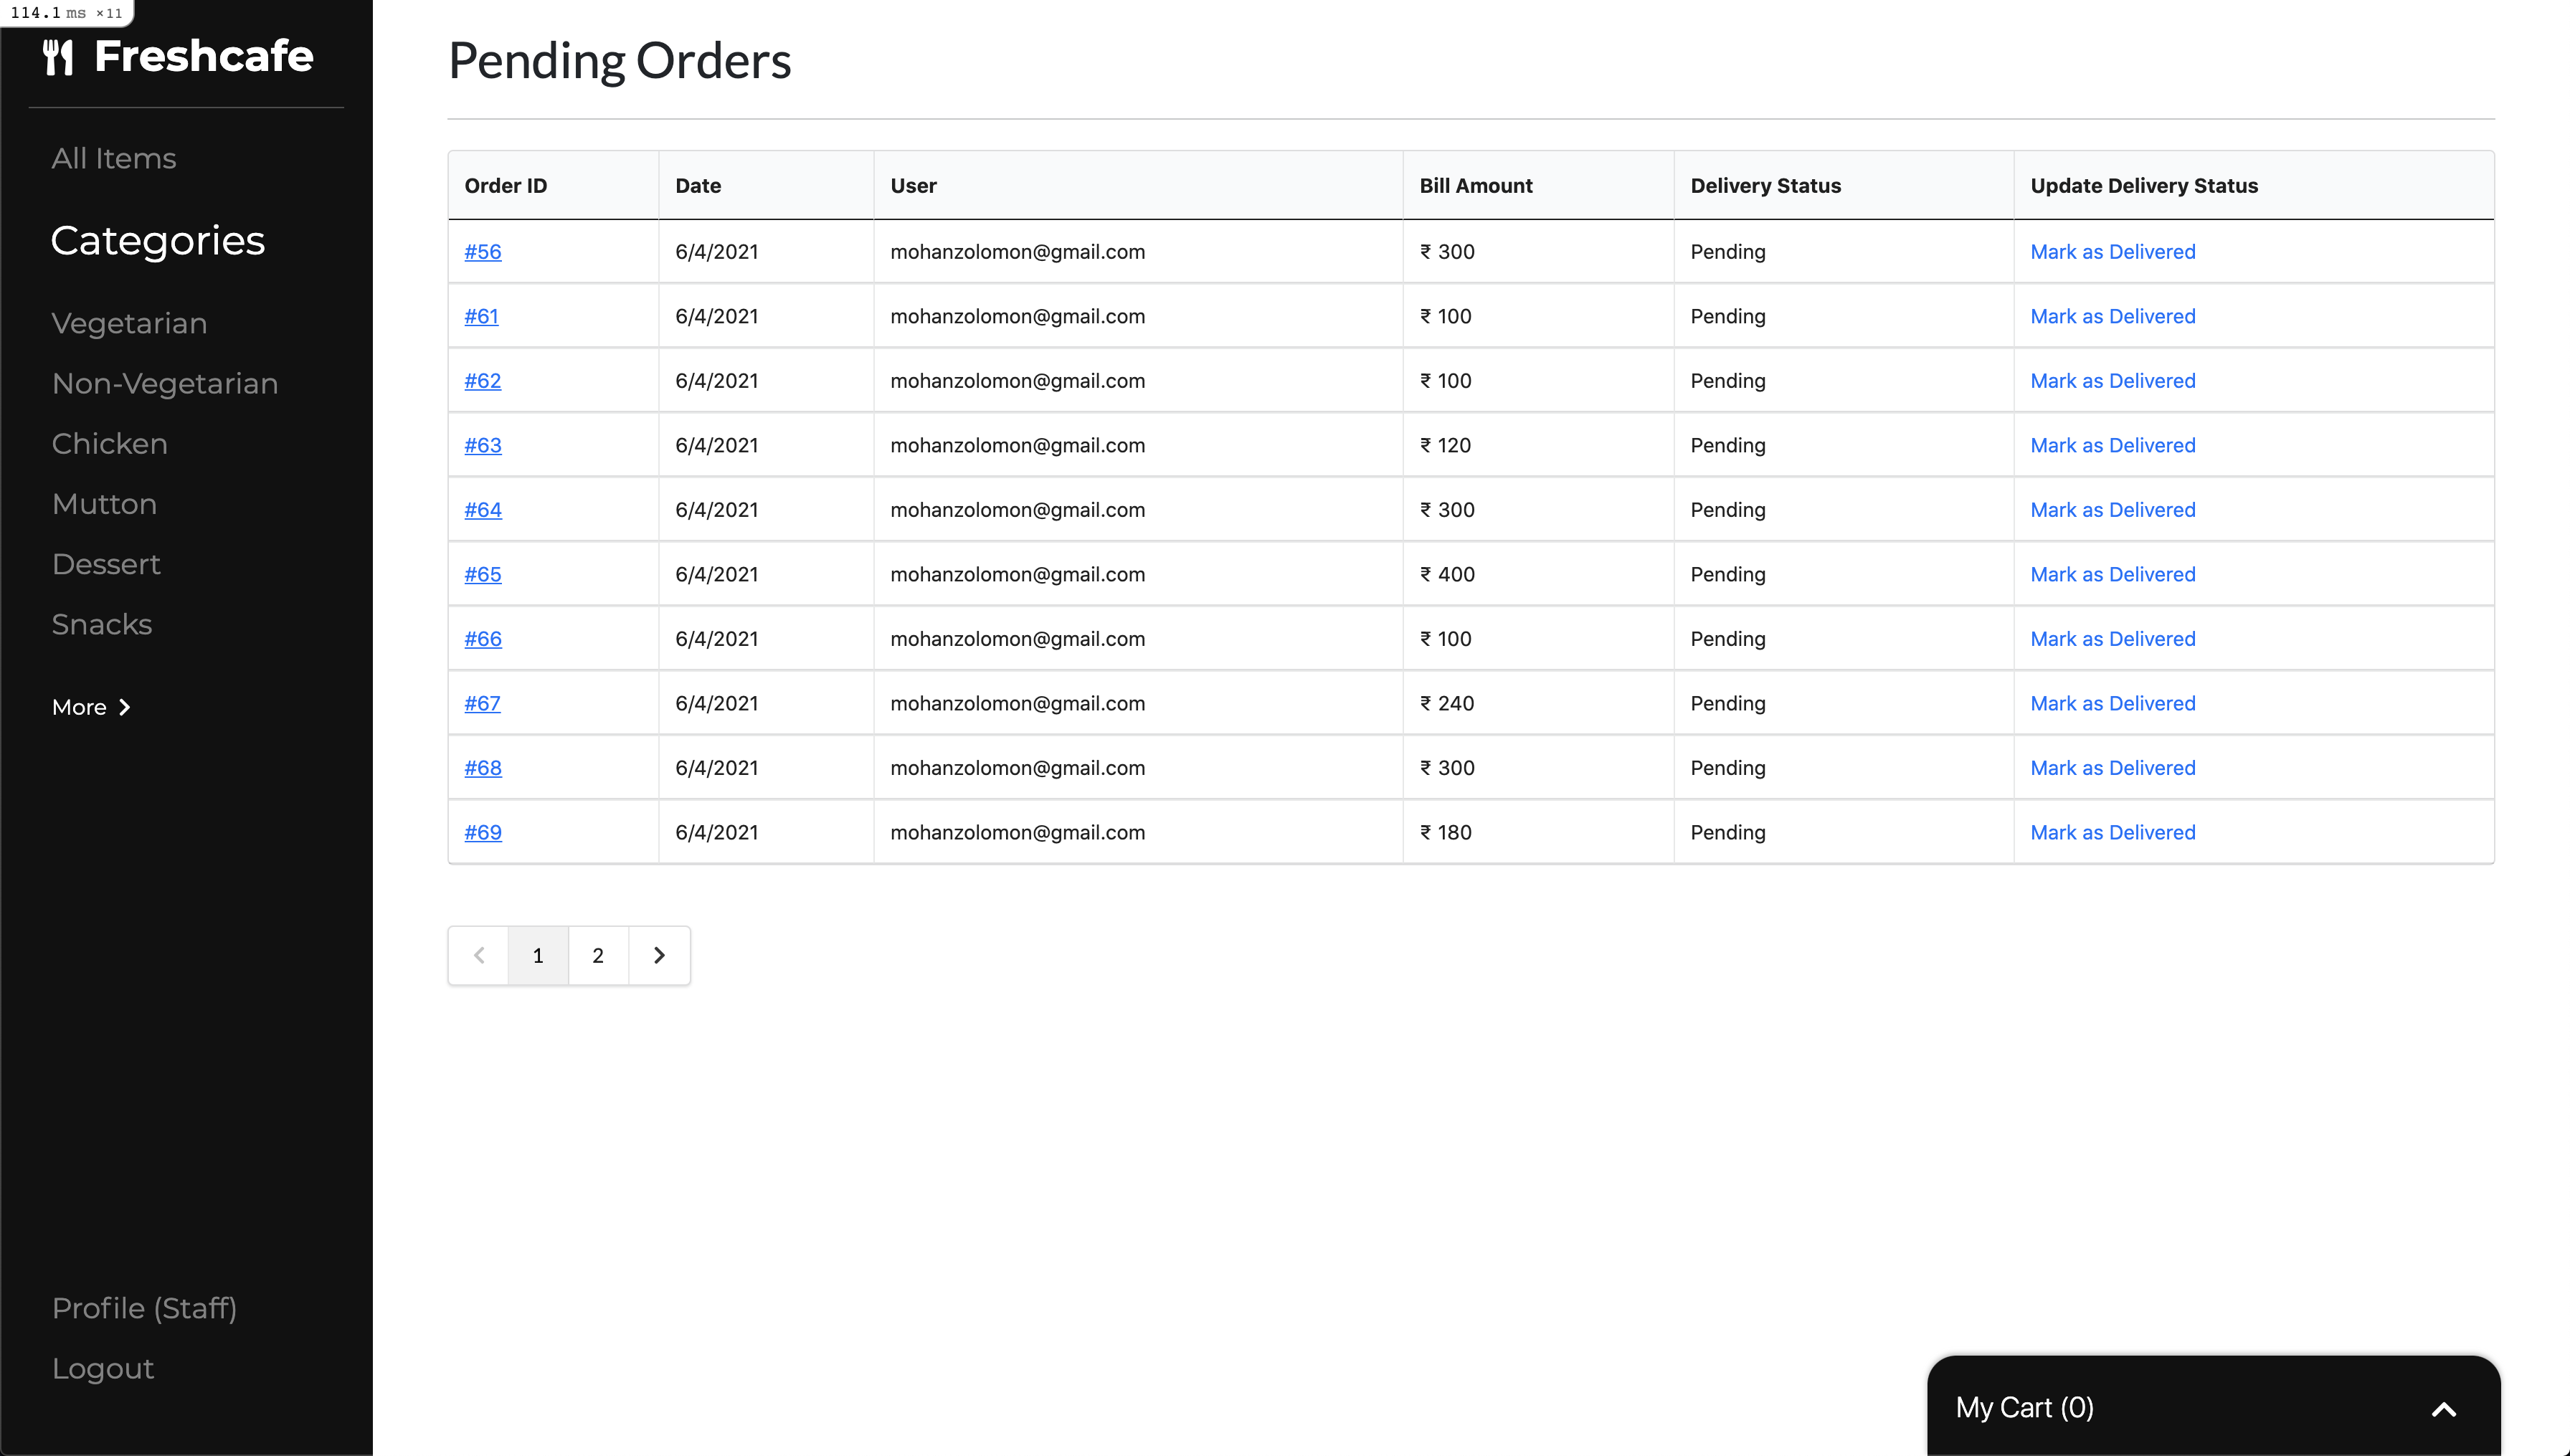 114.1 ms ×11
Freshcafe
All Items
Categories
Vegetarian
Non-Vegetarian
Chicken
Mutton
Dessert
Snacks
More
Profile (Staff)
Logout
Pending Orders
Order ID Date User Bill Amount Delivery Status Update Delivery Status
#56 6/4/2021 mohanzolomon@gmail.com ₹ 300 Pending Mark as Delivered
#61 6/4/2021 mohanzolomon@gmail.com ₹ 100 Pending Mark as Delivered
#62 6/4/2021 mohanzolomon@gmail.com ₹ 100 Pending Mark as Delivered
#63 6/4/2021 mohanzolomon@gmail.com ₹ 120 Pending Mark as Delivered
#64 6/4/2021 mohanzolomon@gmail.com ₹ 300 Pending Mark as Delivered
#65 6/4/2021 mohanzolomon@gmail.com ₹ 400 Pending Mark as Delivered
#66 6/4/2021 mohanzolomon@gmail.com ₹ 100 Pending Mark as Delivered
#67 6/4/2021 mohanzolomon@gmail.com ₹ 240 Pending Mark as Delivered
#68 6/4/2021 mohanzolomon@gmail.com ₹ 300 Pending Mark as Delivered
#69 6/4/2021 mohanzolomon@gmail.com ₹ 180 Pending Mark as Delivered
1 2
My Cart (0)